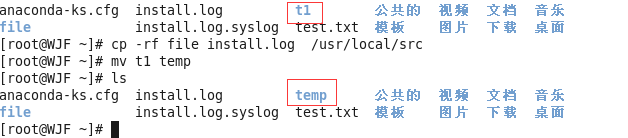 anaconda-ks.cfg  install.log         t1        公共的  视频  文档  音乐
file             install.log.syslog  test.txt  模板    图片  下载  桌面
[root@WJF ~]# cp -rf file install.log  /usr/local/src
[root@WJF ~]# mv t1 temp
[root@WJF ~]# ls
anaconda-ks.cfg  install.log         temp      公共的  视频  文档  音乐
file             install.log.syslog  test.txt  模板    图片  下载  桌面
[root@WJF ~]#